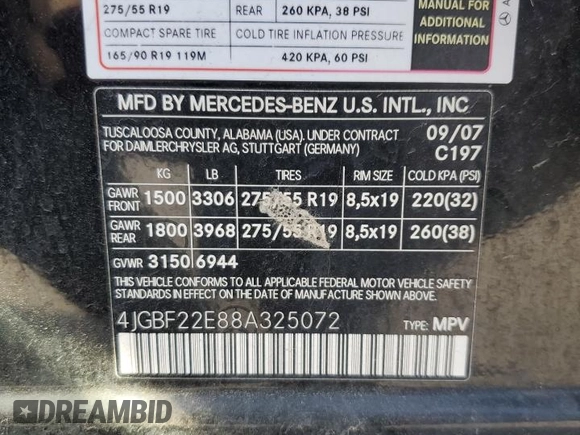 275/55 R19 REAR 260 KPA, 38 PSI
COMPACT SPARE TIRE COLD TIRE INFLATION PRESSURE
165/90 R19 119M 420 KPA, 60 PSI
MANUAL FOR
ADDITIONAL
INFORMATION
MFD BY MERCEDES-BENZ U.S. INTL., INC
TUSCALOOSA COUNTY, ALABAMA (USA). UNDER CONTRACT 09/07
FOR DAIMLERCHRYSLER AG, STUTTGART (GERMANY) C197
KG LB TIRES RIM SIZE COLD KPA (PSI)
GAWR FRONT 1500 3306 275/55 R19 8,5x19 220(32)
GAWR REAR 1800 3968 275/55 R19 8,5x19 260(38)
GVWR 3150 6944
THIS VEHICLE CONFORMS TO ALL APPLICABLE FEDERAL MOTOR VEHICLE SAFETY
STANDARDS IN EFFECT ON THE DATE OF MANUFACTURE SHOWN ABOVE.
4JGBF22E88A325072 TYPE: MPV
DREAMBID